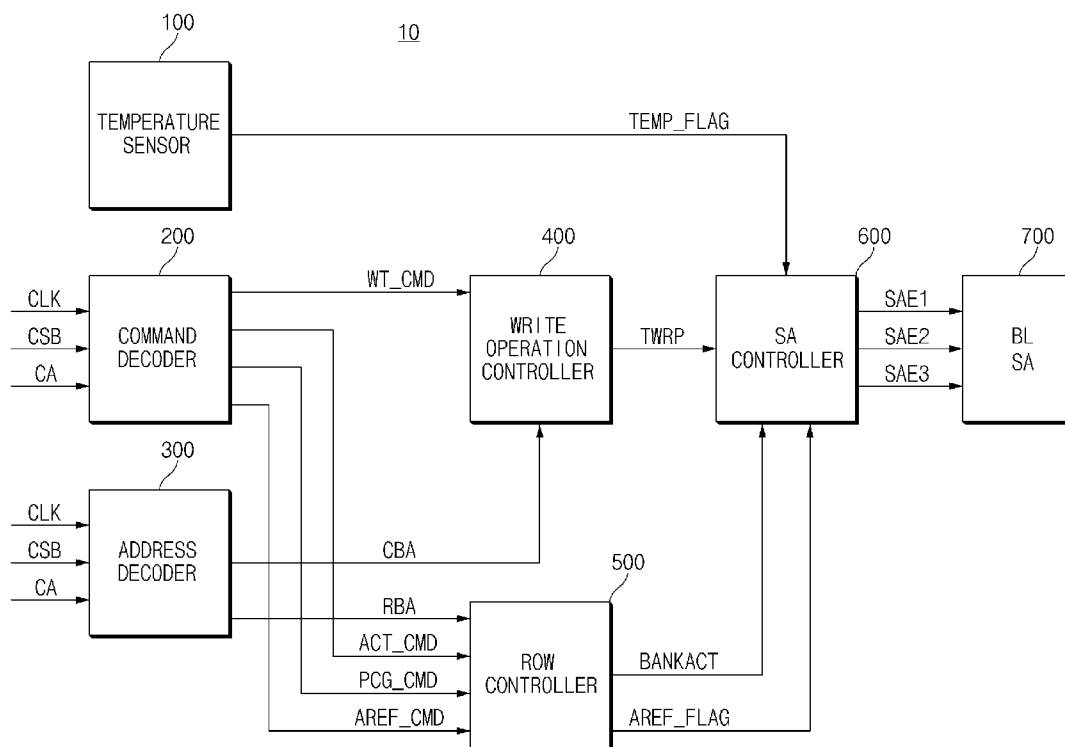 100
10
TEMPERATURE
SENSOR
TEMP_FLAG
200
400
600
700
CLK
CSB
CA
COMMAND
DECODER
WT_CMD
WRITE
OPERATION
CONTROLLER
TWRP
SA
CONTROLLER
SAE1
SAE2
SAE3
BL
SA
300
CLK
CSB
CA
ADDRESS
DECODER
CBA
RBA
ACT_CMD
PCG_CMD
AREF_CMD
500
ROW
CONTROLLER
BANKACT
AREF_FLAG